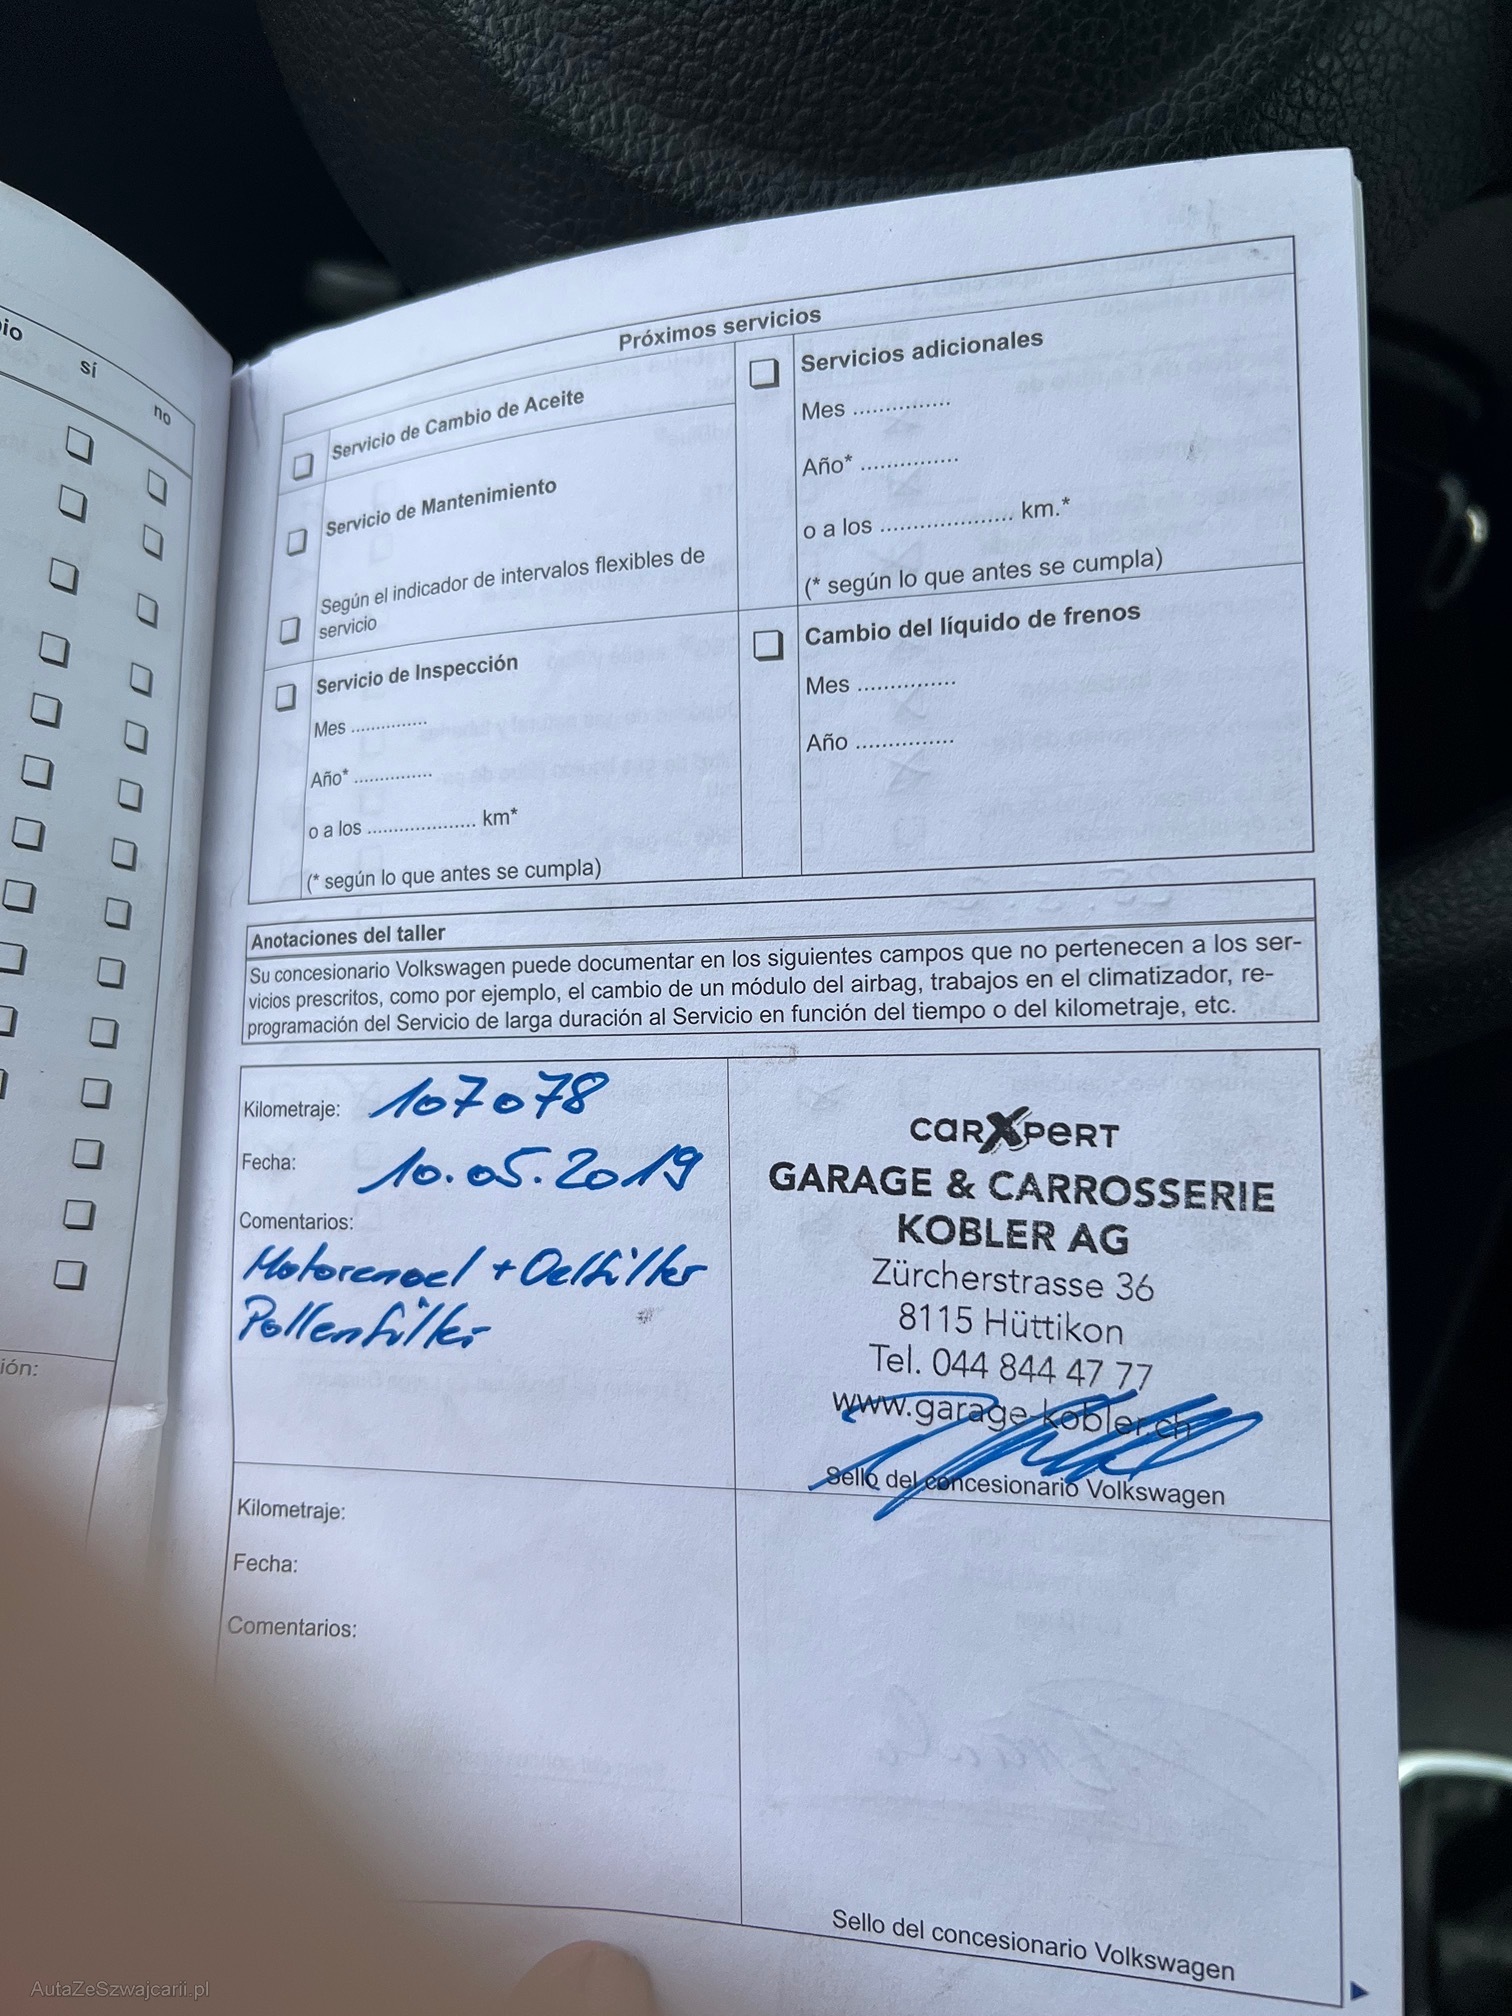 io
sí
no
ión:
Próximos servicios
Servicio de Cambio de Aceite
Servicio de Mantenimiento
Según el indicador de intervalos flexibles de
servicio
Servicio de Inspección
Mes ..............
Año* ..............
o a los .................... km*
(* según lo que antes se cumpla)
Servicios adicionales
Mes ..............
Año* ..............
o a los .................... km.*
(* según lo que antes se cumpla)
Cambio del líquido de frenos
Mes ..............
Año ..............
Anotaciones del taller
Su concesionario Volkswagen puede documentar en los siguientes campos que no pertenecen a los ser-
vicios prescritos, como por ejemplo, el cambio de un módulo del airbag, trabajos en el climatizador, re-
programación del Servicio de larga duración al Servicio en función del tiempo o del kilometraje, etc.
Kilometraje: 107078
Fecha: 10.05.2019
Comentarios:
Motorenoel + Oelfilter
Pollenfilter
carXpert
GARAGE & CARROSSERIE
KOBLER AG
Zürcherstrasse 36
8115 Hüttikon
Tel. 044 844 47 77
www.garage-kobler.ch
Sello del concesionario Volkswagen
Kilometraje:
Fecha:
Comentarios:
Sello del concesionario Volkswagen
AutaZeSzwajcarii.pl